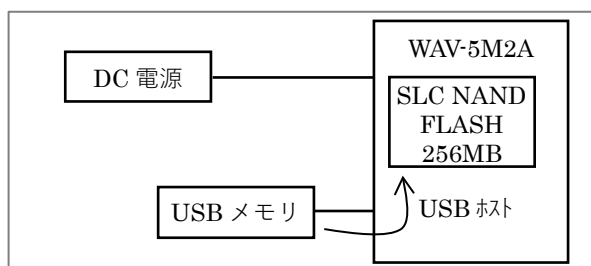 WAV-5M2A
DC 電源
SLC NAND
FLASH
256MB
USB メモリ
USB ﾎｽﾄ